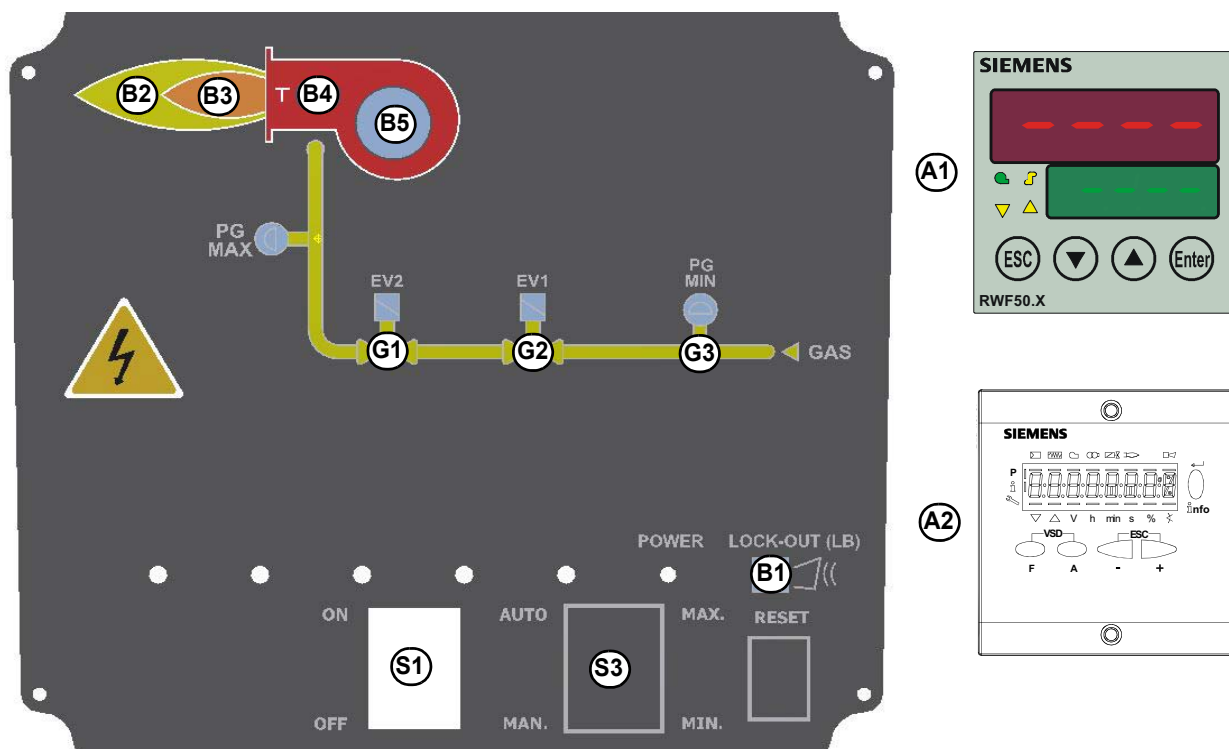 B2 B3 T B4
B5
PG
MAX
EV2
EV1
PG
MIN
G1
G2
G3
GAS
POWER
LOCK-OUT (LB)
B1
ON
OFF
S1
AUTO
MAN.
S3
MAX.
MIN.
RESET
A1
SIEMENS
ESC
Enter
RWF50.X
A2
SIEMENS
P
i
info
V h min s %
VSD
ESC
F A - +